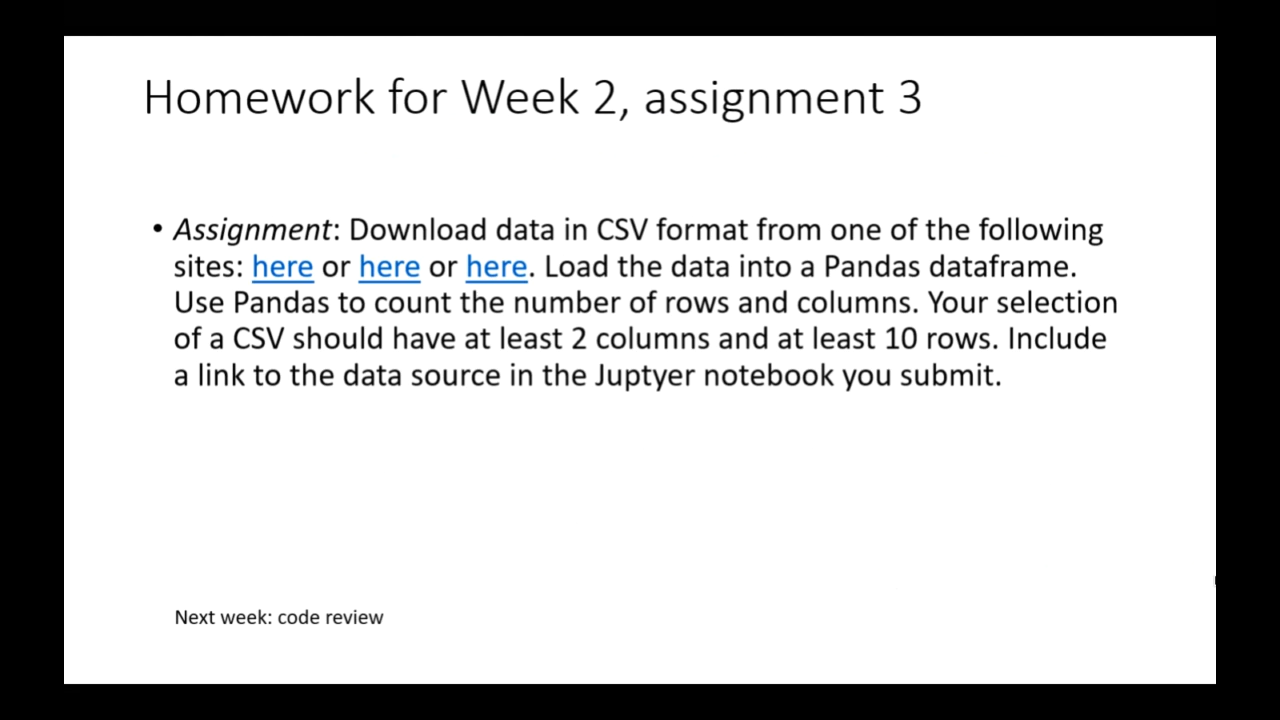 Homework for Week 2, assignment 3
• Assignment: Download data in CSV format from one of the following
sites: here or here or here. Load the data into a Pandas dataframe.
Use Pandas to count the number of rows and columns. Your selection
of a CSV should have at least 2 columns and at least 10 rows. Include
a link to the data source in the Juptyer notebook you submit.
Next week: code review